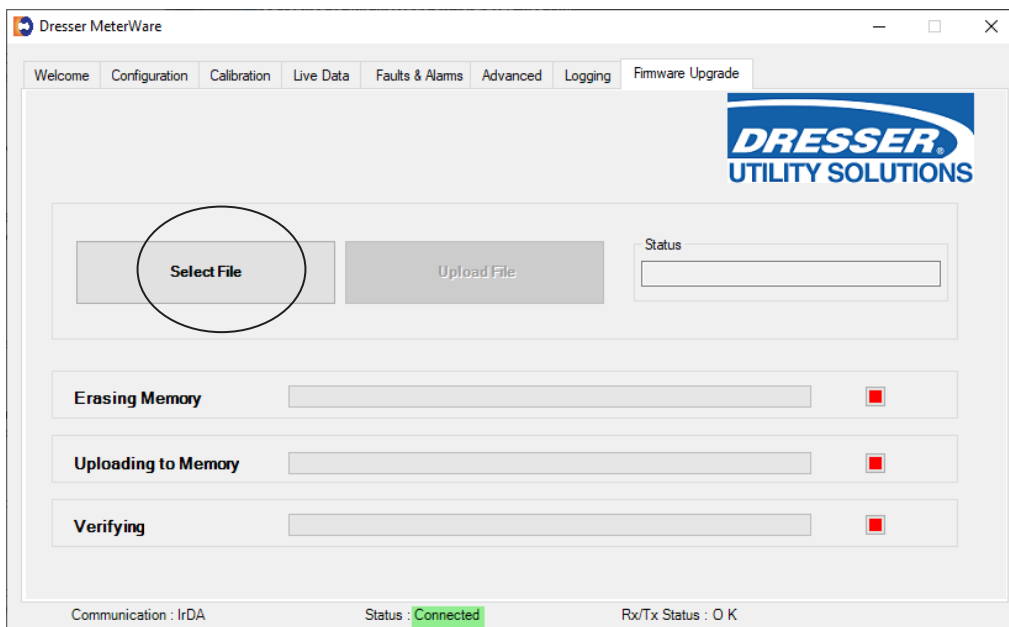 Dresser MeterWare
Welcome Configuration Calibration Live Data Faults & Alarms Advanced Logging Firmware Upgrade
DRESSER®
UTILITY SOLUTIONS
Select File Upload File Status
Erasing Memory
Uploading to Memory
Verifying
Communication : IrDA Status : Connected Rx/Tx Status : O K